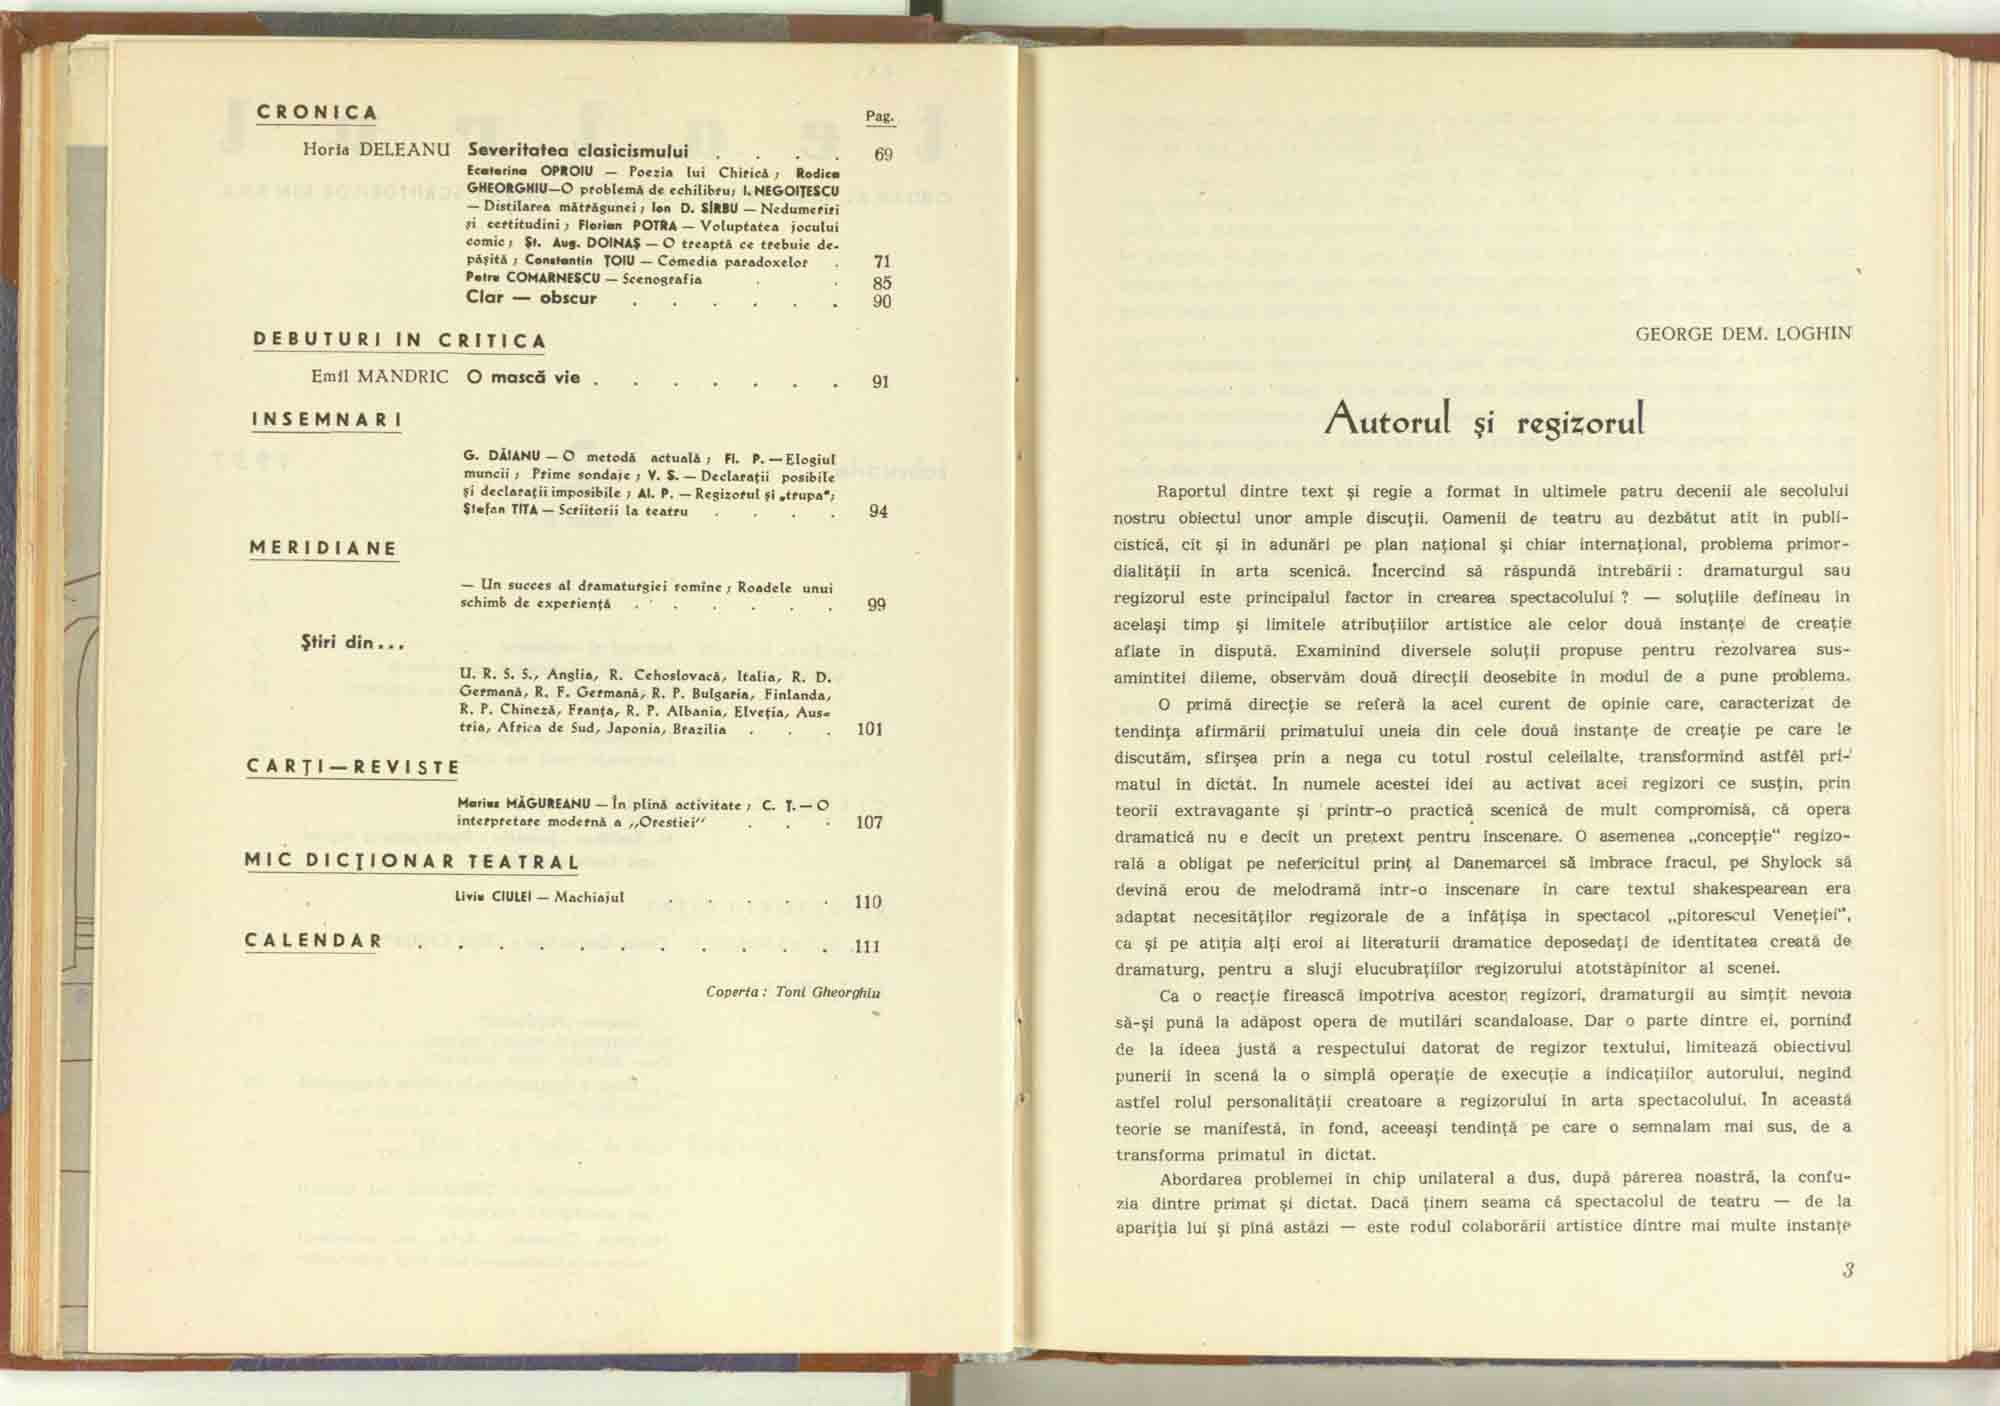 CRONICA
Pag.
Horia DELEANU Severitatea clasicismului . . . . 69
Ecaterina OPROIU — Poezia lui Chirică ; Rodica
GHEORGHIU—O problemă de echilibru; I. NEGOIȚESCU
— Distilarea mătrăgunei ; Ion D. SÎRBU — Nedumeriri
și certitudini ; Florian POTRA — Voluptatea jocului
comic ; Șt. Aug. DOINAȘ — O treaptă ce trebuie de-
pășită ; Constantin ȚOIU — Comedia paradoxelor . 71
Petru COMARNESCU — Scenografia . . 85
Clar — obscur . . . . . . 90
DEBUTURI IN CRITICA
Emil MANDRIC O mască vie . . . . . . . 91
INSEMNARI
G. DĂIANU — O metodă actuală ; Fl. P. — Elogiul
muncii ; Prime sondaje ; V. S. — Declarații posibile
și declarații imposibile ; Al. P. — Regizorul și „trupa“;
Ștefan TITA — Scriitorii la teatru . . . . 94
MERIDIANE
— Un succes al dramaturgiei romîne ; Roadele unui
schimb de experiență . . . . . . 99
Știri din...
U. R. S. S., Anglia, R. Cehoslovacă, Italia, R. D.
Germană, R. F. Germană, R. P. Bulgaria, Finlanda,
R. P. Chineză, Franța, R. P. Albania, Elveția, Aus-
tria, Africa de Sud, Japonia, Brazilia . . . 101
CARȚI—REVISTE
Marius MĂGUREANU — În plină activitate ; C. Ț. — O
interpretare modernă a „Orestiei” . . . 107
MIC DICȚIONAR TEATRAL
Liviu CIULEI — Machiajul . . . . . 110
CALENDAR . . . . . . . . . . . 111
Coperta : Toni Gheorghiu
GEORGE DEM. LOGHIN
Autorul și regizorul
Raportul dintre text și regie a format în ultimele patru decenii ale secolului
nostru obiectul unor ample discuții. Oamenii de teatru au dezbătut atît în publi-
cistică, cît și în adunări pe plan național și chiar internațional, problema primor-
dialității în arta scenică. Încercînd să răspundă întrebării : dramaturgul sau
regizorul este principalul factor în crearea spectacolului ? — soluțiile defineau în
același timp și limitele atribuțiilor artistice ale celor două instanțe de creație
aflate în dispută. Examinînd diversele soluții propuse pentru rezolvarea sus-
amintitei dileme, observăm două direcții deosebite în modul de a pune problema.
O primă direcție se referă la acel curent de opinie care, caracterizat de
tendința afirmării primatului uneia din cele două instanțe de creație pe care le
discutăm, sfîrșea prin a nega cu totul rostul celeilalte, transformînd astfel pri-
matul în dictat. În numele acestei idei au activat acei regizori ce susțin, prin
teorii extravagante și printr-o practică scenică de mult compromisă, că opera
dramatică nu e decît un pretext pentru înscenare. O asemenea „concepție“ regizo-
rală a obligat pe nefericitul prinț al Danemarcei să îmbrace fracul, pe Shylock să
devină erou de melodramă într-o înscenare în care textul shakespearean era
adaptat necesităților regizorale de a înfățișa în spectacol „pitorescul Veneției“,
ca și pe atîția alți eroi ai literaturii dramatice deposedați de identitatea creată de
dramaturg, pentru a sluji elucubrațiilor regizorului atotstăpînitor al scenei.
Ca o reacție firească împotriva acestor regizori, dramaturgii au simțit nevoia
să-și pună la adăpost opera de mutilări scandaloase. Dar o parte dintre ei, pornind
de la ideea justă a respectului datorat de regizor textului, limitează obiectivul
punerii în scenă la o simplă operație de execuție a indicațiilor autorului, negînd
astfel rolul personalității creatoare a regizorului în arta spectacolului. În această
teorie se manifestă, în fond, aceeași tendință pe care o semnalam mai sus, de a
transforma primatul în dictat.
Abordarea problemei în chip unilateral a dus, după părerea noastră, la confu-
zia dintre primat și dictat. Dacă ținem seama că spectacolul de teatru — de la
apariția lui și pînă astăzi — este rodul colaborării artistice dintre mai multe instanțe
3